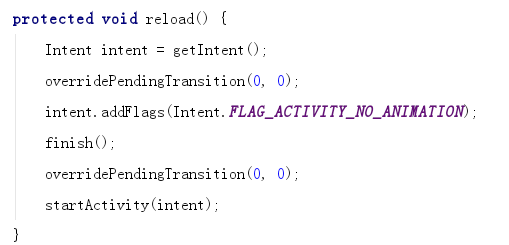 protected void reload() {
Intent intent = getIntent();
overridePendingTransition(0, 0);
intent.addFlags(Intent.FLAG_ACTIVITY_NO_ANIMATION);
finish();
overridePendingTransition(0, 0);
startActivity(intent);
}